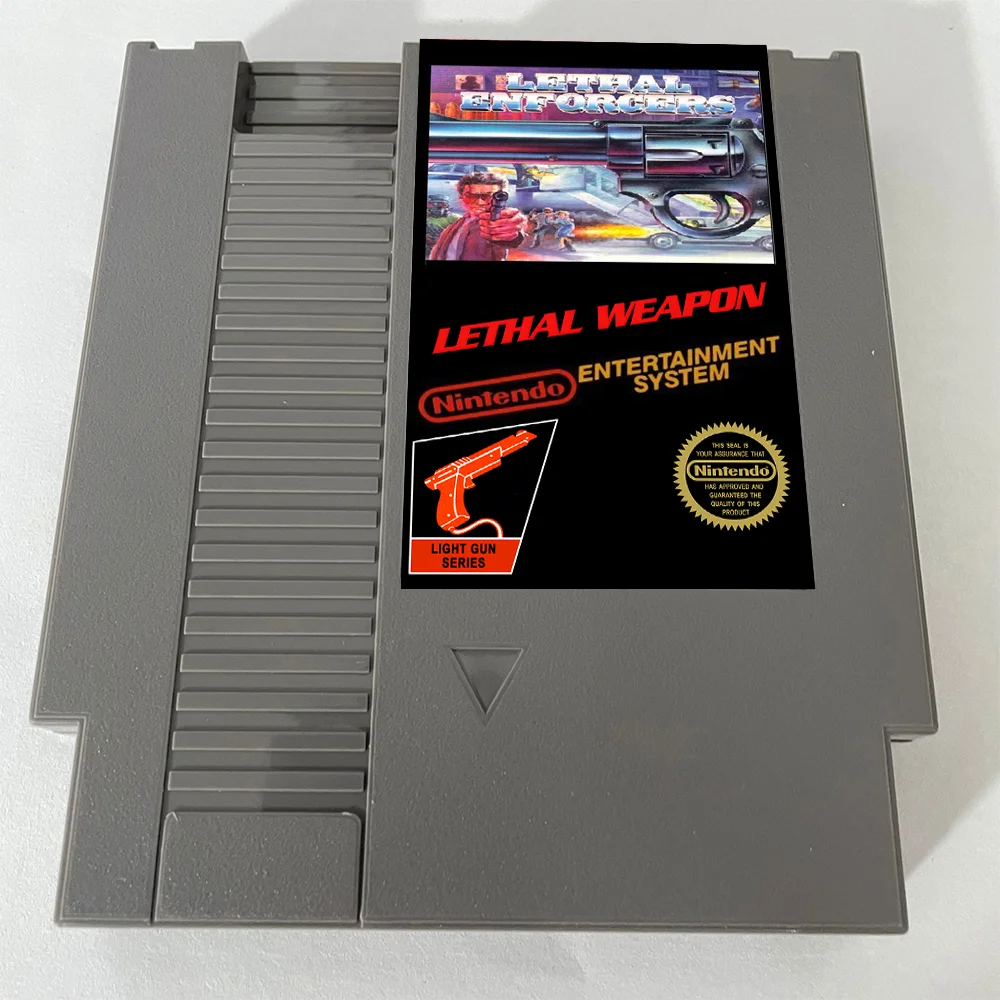 LETHAL
ENFORCERS
LETHAL WEAPON
Nintendo
ENTERTAINMENT
SYSTEM
LIGHT GUN
SERIES
THIS SEAL IS
YOUR ASSURANCE THAT
Nintendo
HAS APPROVED AND
GUARANTEED THE
QUALITY OF THIS
PRODUCT